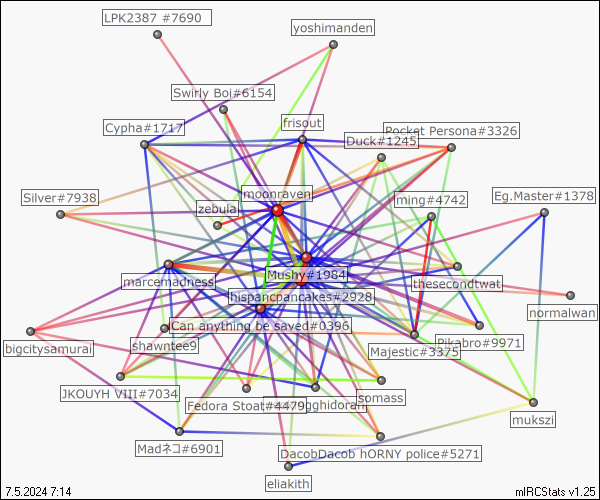 LPK2387 #7690
yoshimanden
Swirly Boi#6154
Cypha#1717
frisout
Pocket Persona#3326
Duck#1245
moonraven
Silver#7938
zebulai
ming#4742
Eg.Master#1378
Mushy#1984
marcemadness
thesecondtwat
hispancpancakes#2928
normalwan
Can anything be saved#0396
bigcitysamurai
shawntee9
Majestic#3375
Pikabro#9971
JKOUYH VIII#7034
Fedora Stoat#4479
gghidorah
somass
mukszi
Madネコ#6901
DacobDacob hORNY police#5271
eliakith
7.5.2024 7:14
mIRCStats v1.25